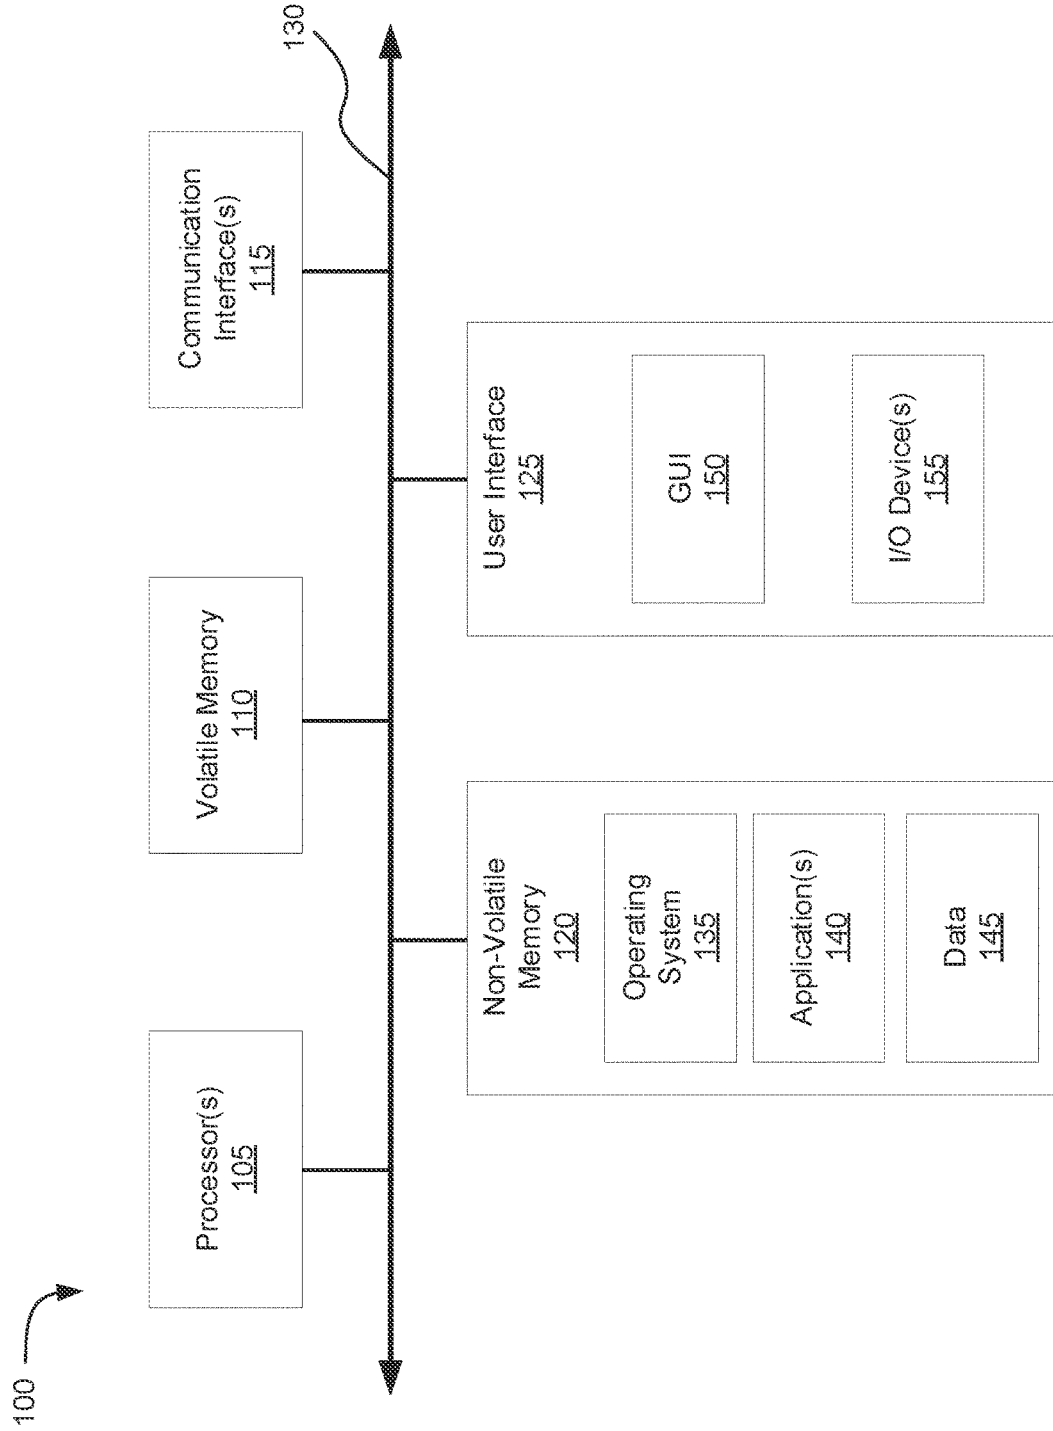 100
Processor(s)
105
Volatile Memory
110
Communication
Interface(s)
115
130
Non-Volatile
Memory
120
Operating
System
135
Application(s)
140
Data
145
User Interface
125
GUI
150
I/O Device(s)
155